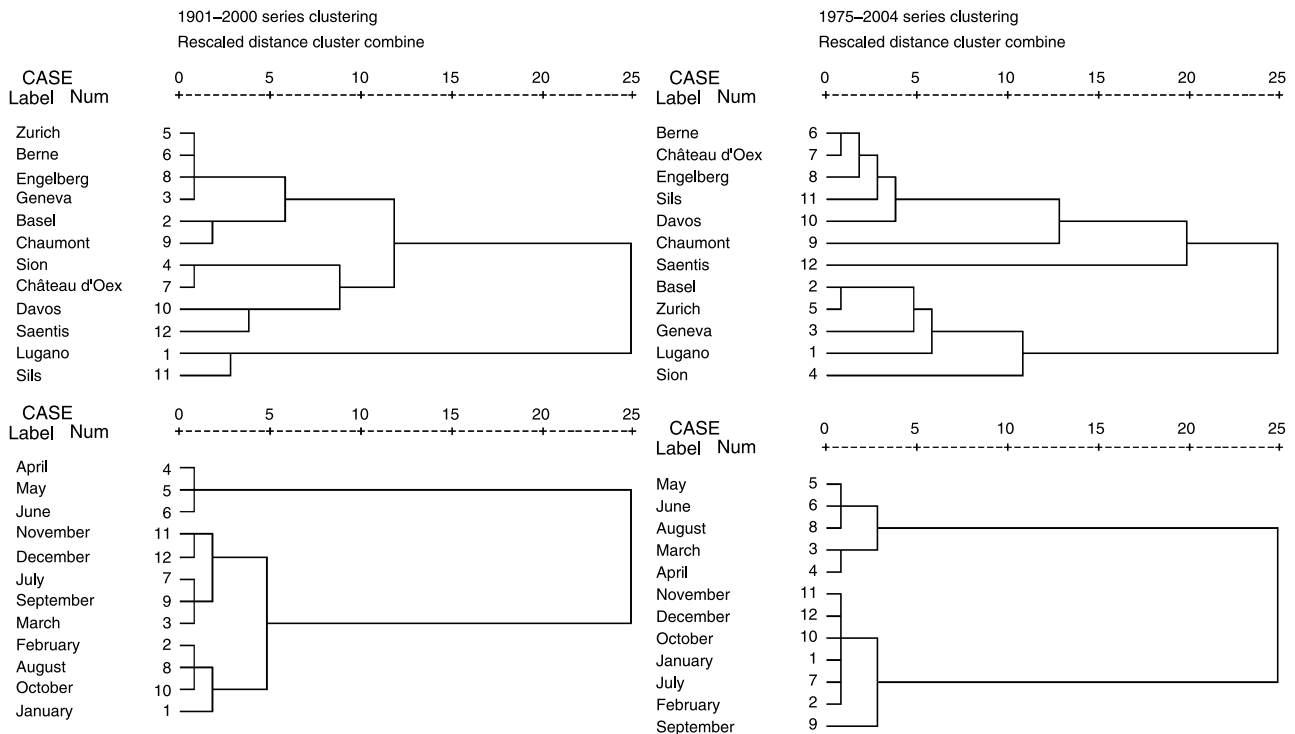 1901–2000 series clustering
Rescaled distance cluster combine
CASE 0 5 10 15 20 25
Label Num
Zurich 5
Berne 6
Engelberg 8
Geneva 3
Basel 2
Chaumont 9
Sion 4
Château d'Oex 7
Davos 10
Saentis 12
Lugano 1
Sils 11
CASE 0 5 10 15 20 25
Label Num
April 4
May 5
June 6
November 11
December 12
July 7
September 9
March 3
February 2
August 8
October 10
January 1
1975–2004 series clustering
Rescaled distance cluster combine
CASE 0 5 10 15 20 25
Label Num
Berne 6
Château d'Oex 7
Engelberg 8
Sils 11
Davos 10
Chaumont 9
Saentis 12
Basel 2
Zurich 5
Geneva 3
Lugano 1
Sion 4
CASE 0 5 10 15 20 25
Label Num
May 5
June 6
August 8
March 3
April 4
November 11
December 12
October 10
January 1
July 7
February 2
September 9